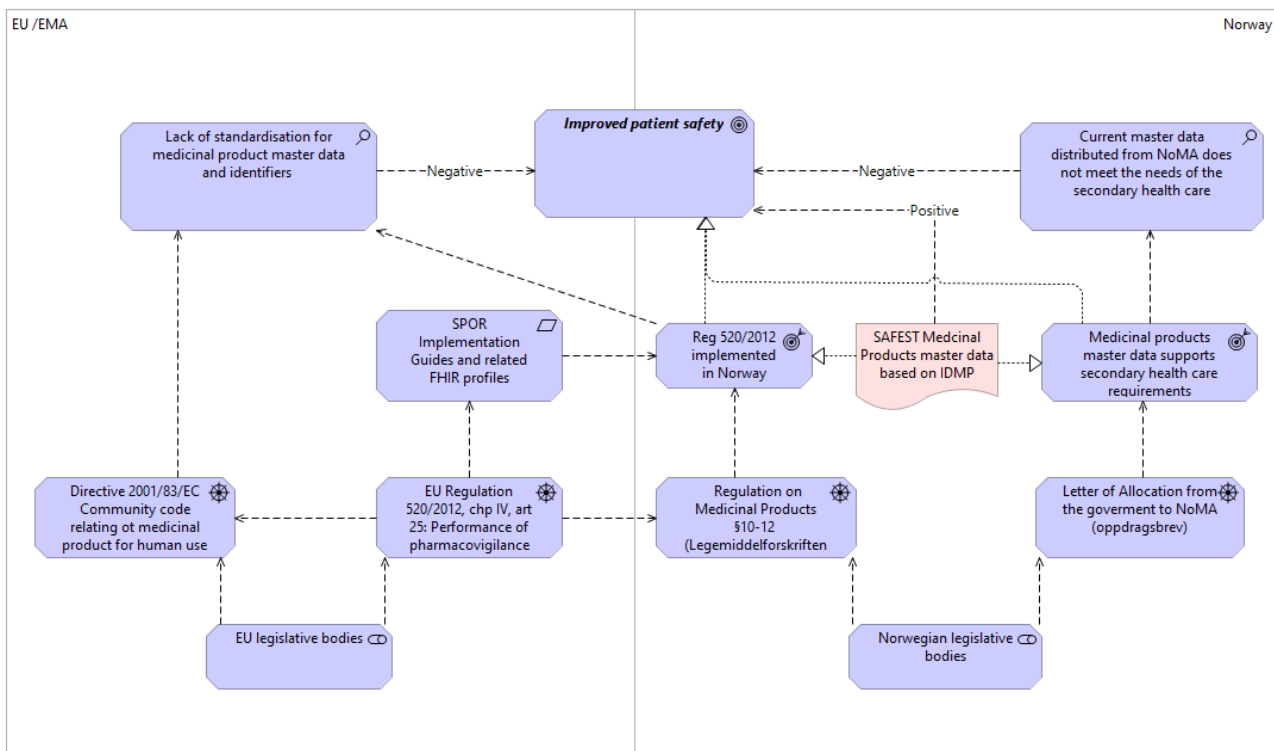 EU /EMA
Norway
Lack of standardisation for
medicinal product master data
and identifiers
Negative
Improved patient safety
Negative
Current master data
distributed from NoMA does
not meet the needs of the
secondary health care
Positive
SPOR
Implementation
Guides and related
FHIR profiles
Reg 520/2012
implemented
in Norway
SAFEST Medcinal
Products master data
based on IDMP
Medicinal products
master data supports
secondary health care
requirements
Directive 2001/83/EC
Community code
relating ot medicinal
product for human use
EU Regulation
520/2012, chp IV, art
25: Performance of
pharmacovigilance
Regulation on
Medicinal Products
§10-12
(Legemiddelforskriften
Letter of Allocation from
the goverment to NoMA
(oppdragsbrev)
EU legislative bodies
Norwegian legislative
bodies